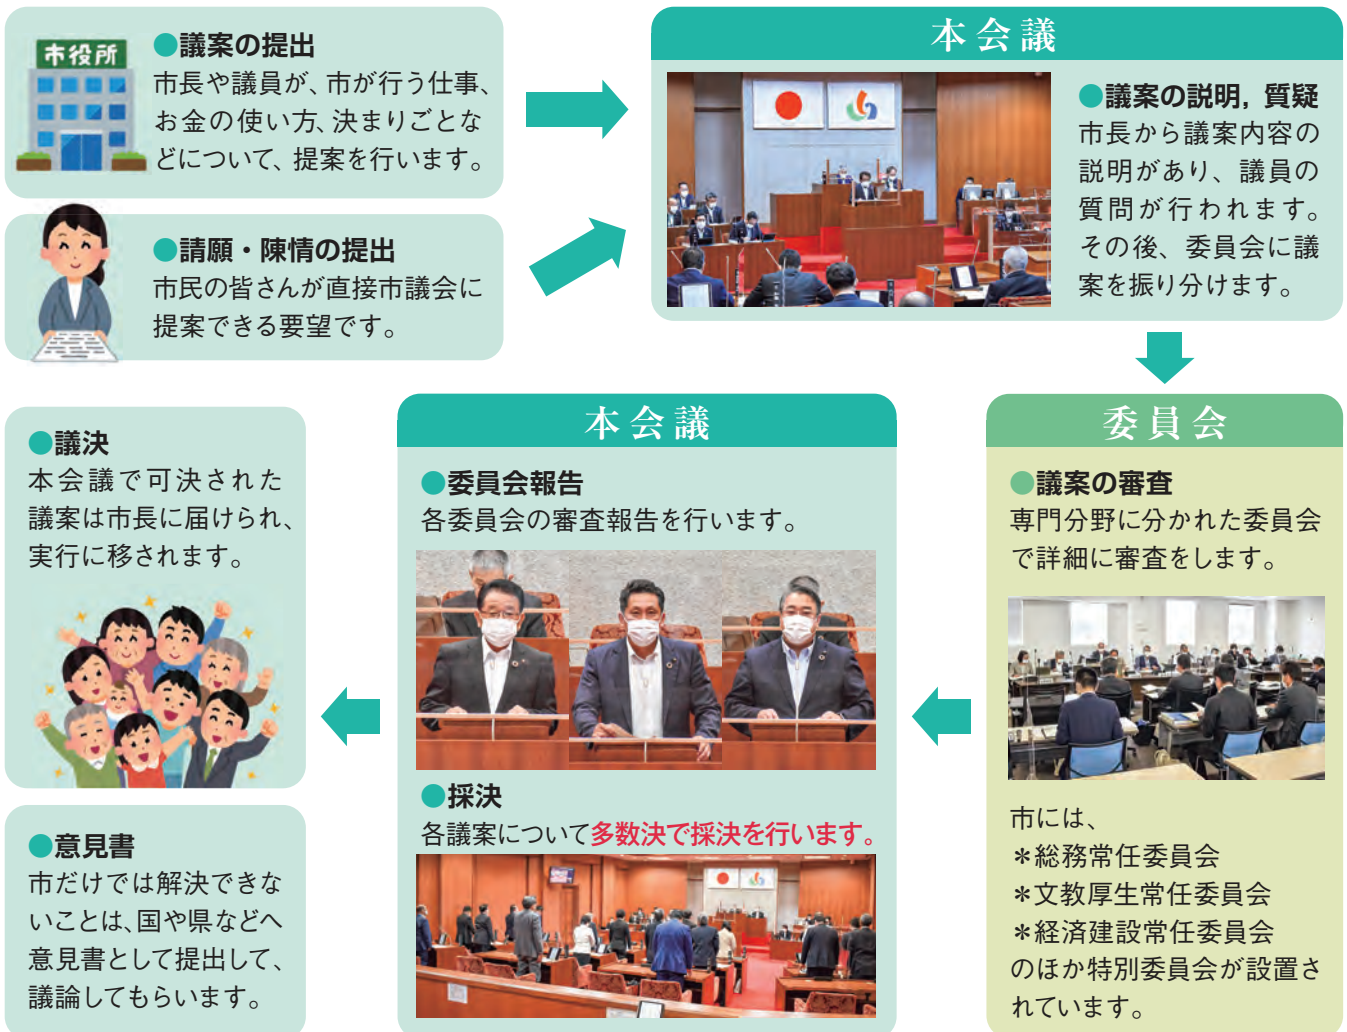 市役所
●議案の提出
市長や議員が、市が行う仕事、
お金の使い方、決まりごとな
どについて、提案を行います。
●請願・陳情の提出
市民の皆さんが直接市議会に
提案できる要望です。
本会議
●議案の説明，質疑
市長から議案内容の
説明があり、議員の
質問が行われます。
その後、委員会に議
案を振り分けます。
委員会
●議案の審査
専門分野に分かれた委員会
で詳細に審査をします。
市には、
＊総務常任委員会
＊文教厚生常任委員会
＊経済建設常任委員会
のほか特別委員会が設置さ
れています。
本会議
●委員会報告
各委員会の審査報告を行います。
●採決
各議案について多数決で採決を行います。
●議決
本会議で可決された
議案は市長に届けられ、
実行に移されます。
●意見書
市だけでは解決できな
いことは、国や県などへ
意見書として提出して、
議論してもらいます。